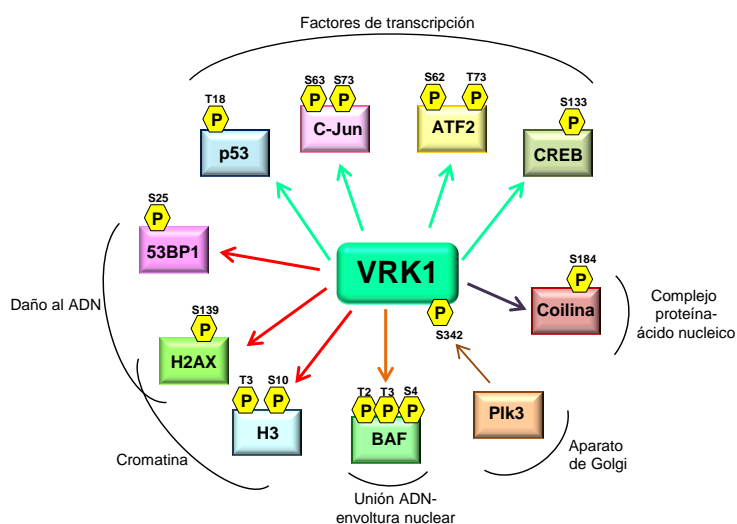 Factores de transcripción
S63 S73
P P
C-Jun
S62 T73
P P
ATF2
T18
P
p53
S133
P
CREB
S25
P
53BP1
VRK1
P
S342
S184
P
Coilina
Complejo
proteína-
ácido nucleico
Daño al ADN
S139
P
H2AX
T3 S10
P P
H3
T2 T3 S4
P P P
BAF
Plk3
Aparato
de Golgi
Cromatina
Unión ADN-
envoltura nuclear